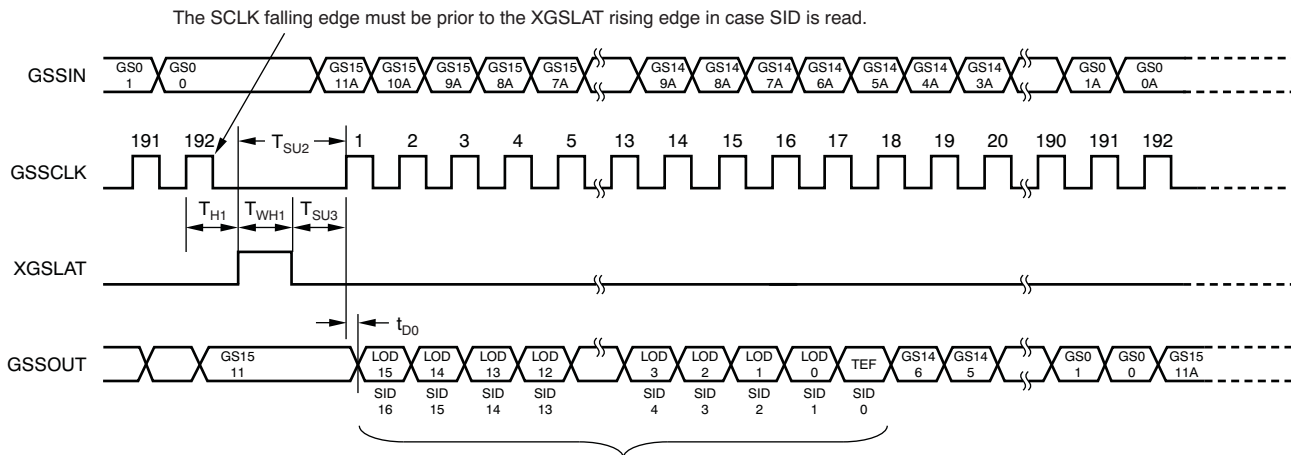 The SCLK falling edge must be prior to the XGSLAT rising edge in case SID is read.
GSSIN
GS0 1
GS0 0
GS15 11A
GS15 10A
GS15 9A
GS15 8A
GS15 7A
GS14 9A
GS14 8A
GS14 7A
GS14 6A
GS14 5A
GS14 4A
GS14 3A
GS0 1A
GS0 0A
191 192 TSU2 1 2 3 4 5 13 14 15 16 17 18 19 20 190 191 192
GSSCLK
TH1 TWH1 TSU3
XGSLAT
tD0
GSSOUT
GS15 11
LOD 15
LOD 14
LOD 13
LOD 12
LOD 3
LOD 2
LOD 1
LOD 0
TEF
GS14 6
GS14 5
GS0 1
GS0 0
GS15 11A
SID 16
SID 15
SID 14
SID 13
SID 4
SID 3
SID 2
SID 1
SID 0